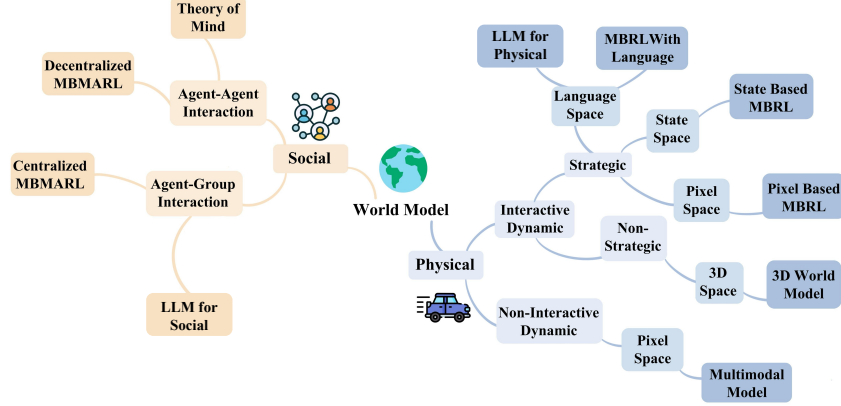 Theory of
Mind
Decentralized
MBMARL
Agent-Agent
Interaction
Social
Centralized
MBMARL
Agent-Group
Interaction
LLM for
Social
World Model
Physical
Interactive
Dynamic
Strategic
Language
Space
LLM for
Physical
MBRLWith
Language
State
Space
State Based
MBRL
Pixel
Space
Pixel Based
MBRL
Non-
Strategic
3D
Space
3D World
Model
Non-Interactive
Dynamic
Pixel
Space
Multimodal
Model